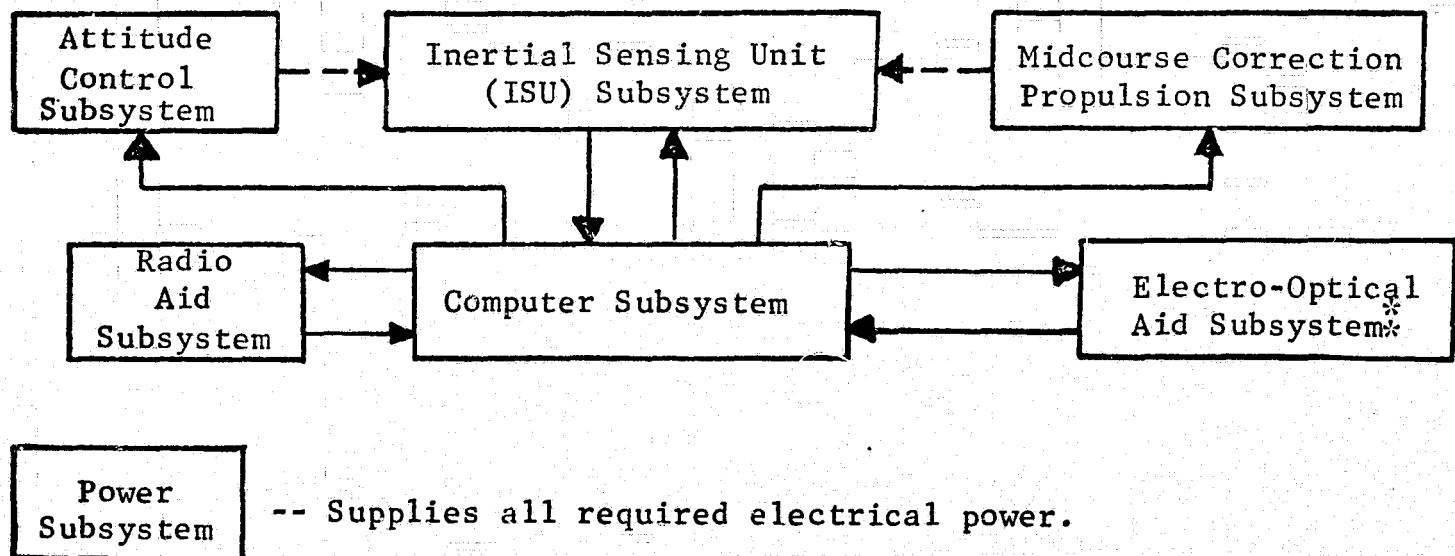 Attitude
Control
Subsystem
Inertial Sensing Unit
(ISU) Subsystem
Midcourse Correction
Propulsion Subsystem
Radio
Aid
Subsystem
Computer Subsystem
Electro-Optical
Aid Subsystem**
Power
Subsystem
-- Supplies all required electrical power.